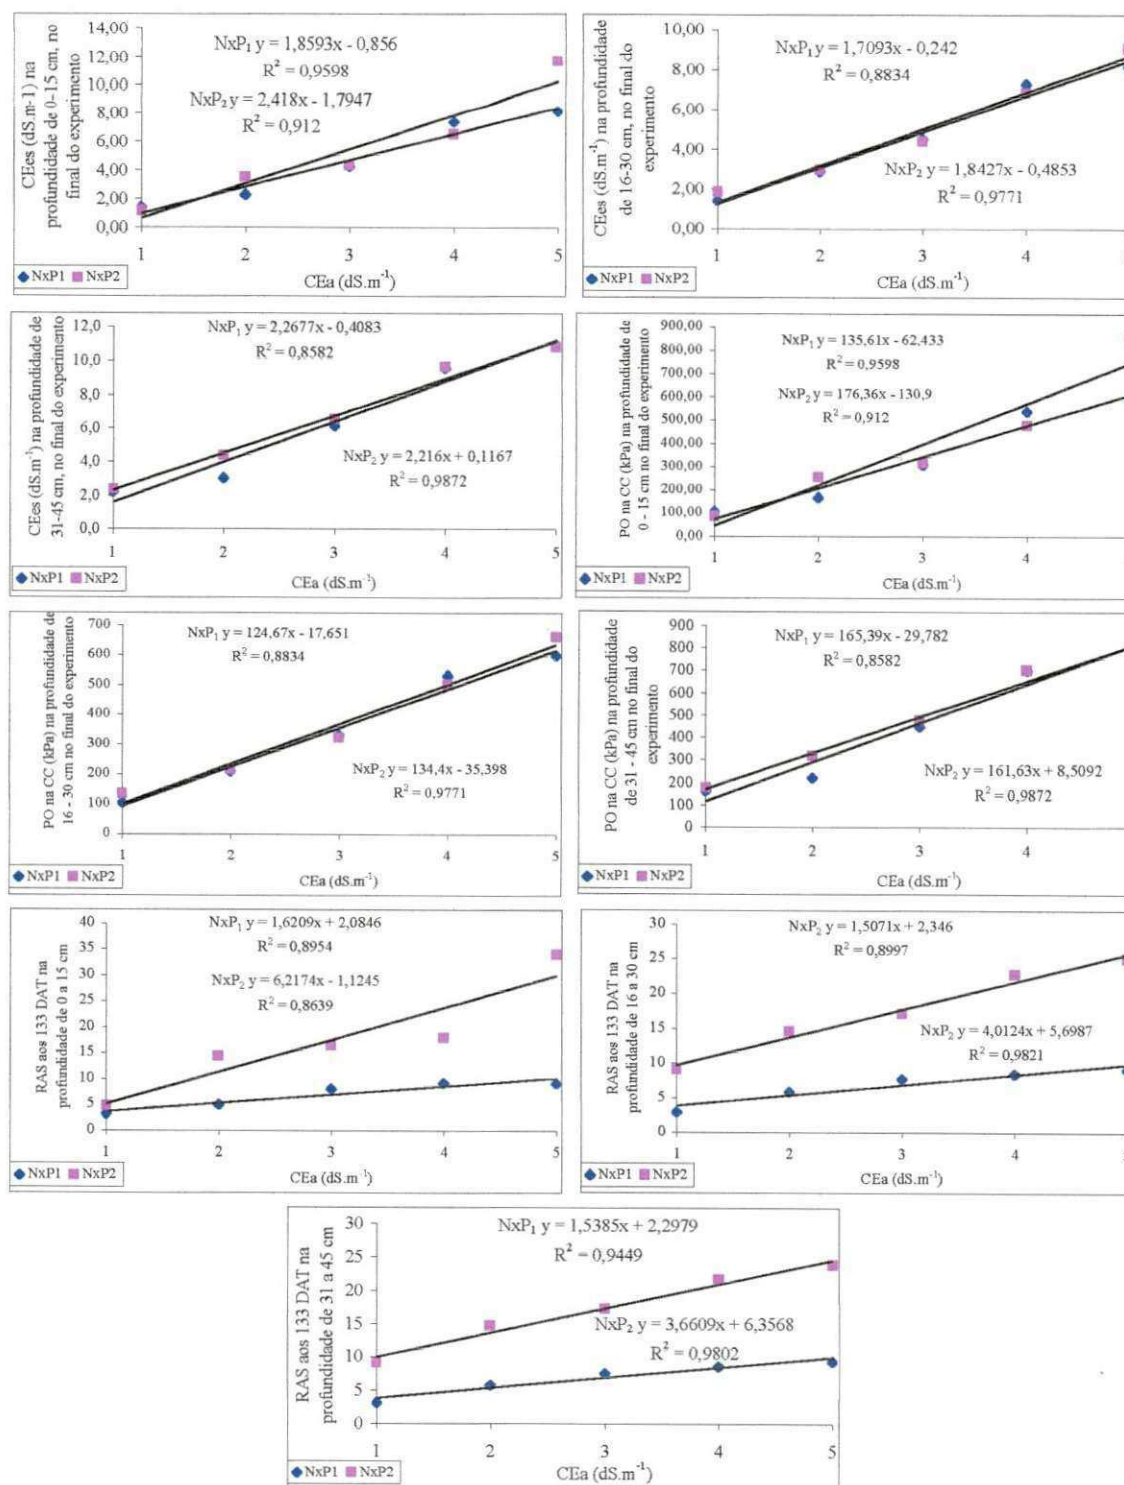 CEes (dS.m-1) na
profundidade de 0-15 cm, no
final do experimento
14,00
12,00
10,00
8,00
6,00
4,00
2,00
0,00
NxP₁ y = 1,8593x - 0,856
R² = 0,9598
NxP₂ y = 2,418x - 1,7947
R² = 0,912
1 2 3 4 5
NxP1 NxP2
CEa (dS.m⁻¹)
CEes (dS.m⁻¹) na profundidade
de 16-30 cm, no final do
experimento
10,00
8,00
6,00
4,00
2,00
0,00
NxP₁ y = 1,7093x - 0,242
R² = 0,8834
NxP₂ y = 1,8427x - 0,4853
R² = 0,9771
1 2 3 4
NxP1 NxP2
CEa (dS.m⁻¹)
CEes (dS.m⁻¹) na profundidade de
31-45 cm, no final do experimento
12,0
10,0
8,0
6,0
4,0
2,0
0,0
NxP₁ y = 2,2677x - 0,4083
R² = 0,8582
NxP₂ y = 2,216x + 0,1167
R² = 0,9872
1 2 3 4 5
NxP1 NxP2
CEa (dS.m⁻¹)
PO na CC (kPa) na profundidade de
0 - 15 cm no final do experimento
900,00
800,00
700,00
600,00
500,00
400,00
300,00
200,00
100,00
0,00
NxP₁ y = 135,61x - 62,433
R² = 0,9598
NxP₂ y = 176,36x - 130,9
R² = 0,912
1 2 3 4
NxP1 NxP2
CEa (dS.m⁻¹)
PO na CC (kPa) na profundidade de
16 - 30 cm no final do experimento
700
600
500
400
300
200
100
0
NxP₁ y = 124,67x - 17,651
R² = 0,8834
NxP₂ y = 134,4x - 35,398
R² = 0,9771
1 2 3 4 5
NxP1 NxP2
CEa (dS.m⁻¹)
PO na CC (kPa) na profundidade
de 31 - 45 cm no final do
experimento
900
800
700
600
500
400
300
200
100
0
NxP₁ y = 165,39x - 29,782
R² = 0,8582
NxP₂ y = 161,63x + 8,5092
R² = 0,9872
1 2 3 4
NxP1 NxP2
CEa (dS.m⁻¹)
RAS aos 133 DAT na
profundidade de 0 a 15 cm
40
35
30
25
20
15
10
5
0
NxP₁ y = 1,6209x + 2,0846
R² = 0,8954
NxP₂ y = 6,2174x - 1,1245
R² = 0,8639
1 2 3 4 5
NxP1 NxP2
CEa (dS.m⁻¹)
RAS aos 133 DAT na
profundidade de 16 a 30 cm
30
25
20
15
10
5
0
NxP₂ y = 1,5071x + 2,346
R² = 0,8997
NxP₂ y = 4,0124x + 5,6987
R² = 0,9821
1 2 3 4
NxP1 NxP2
CEa (dS.m⁻¹)
RAS aos 133 DAT na
profundidade de 31 a 45 cm
30
25
20
15
10
5
0
NxP₁ y = 1,5385x + 2,2979
R² = 0,9449
NxP₂ y = 3,6609x + 6,3568
R² = 0,9802
1 2 3 4 5
NxP1 NxP2
CEa (dS.m⁻¹)